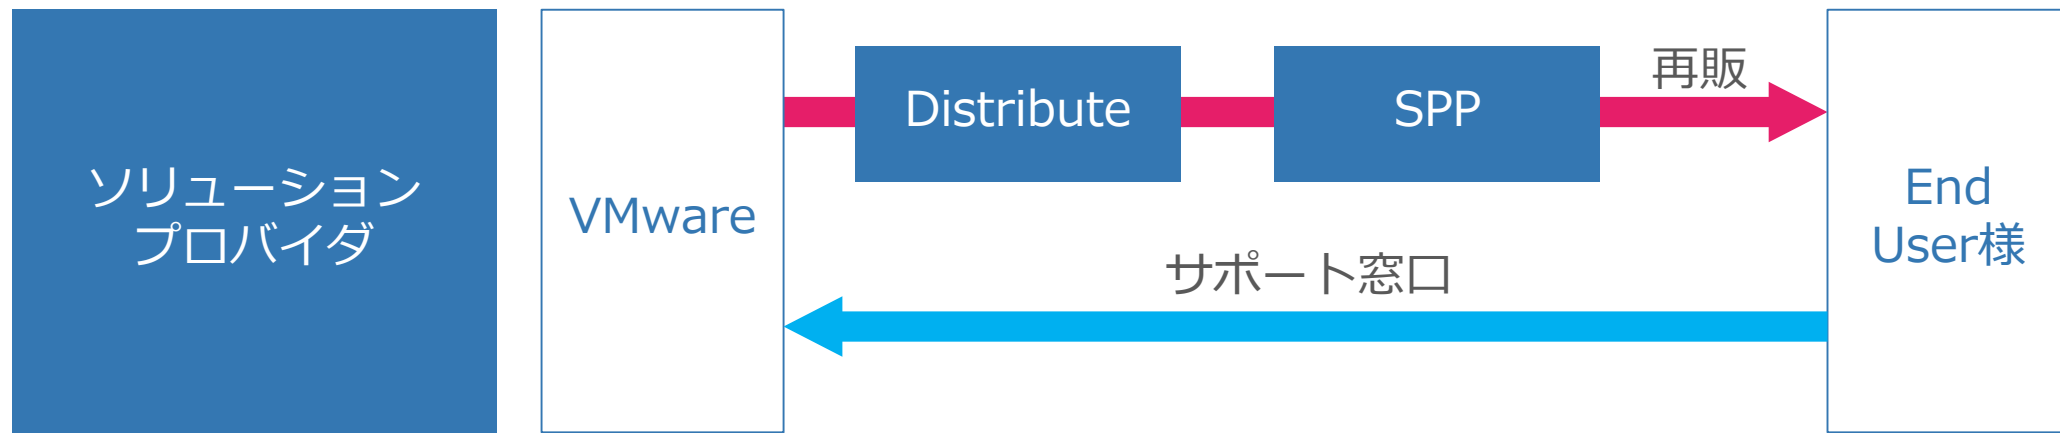 ソリューション
プロバイダ
VMware
Distribute
SPP
再販
サポート窓口
End
User様